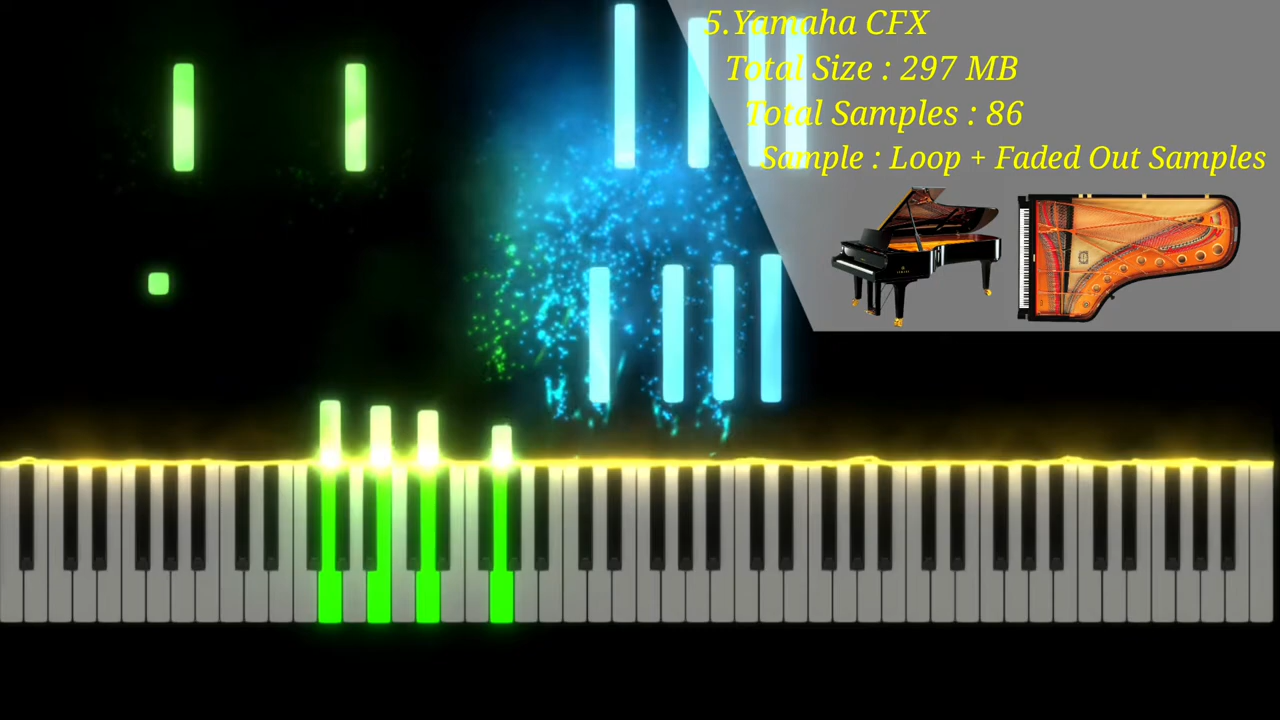 5.Yamaha CFX
Total Size : 297 MB
Total Samples : 86
Sample : Loop + Faded Out Samples